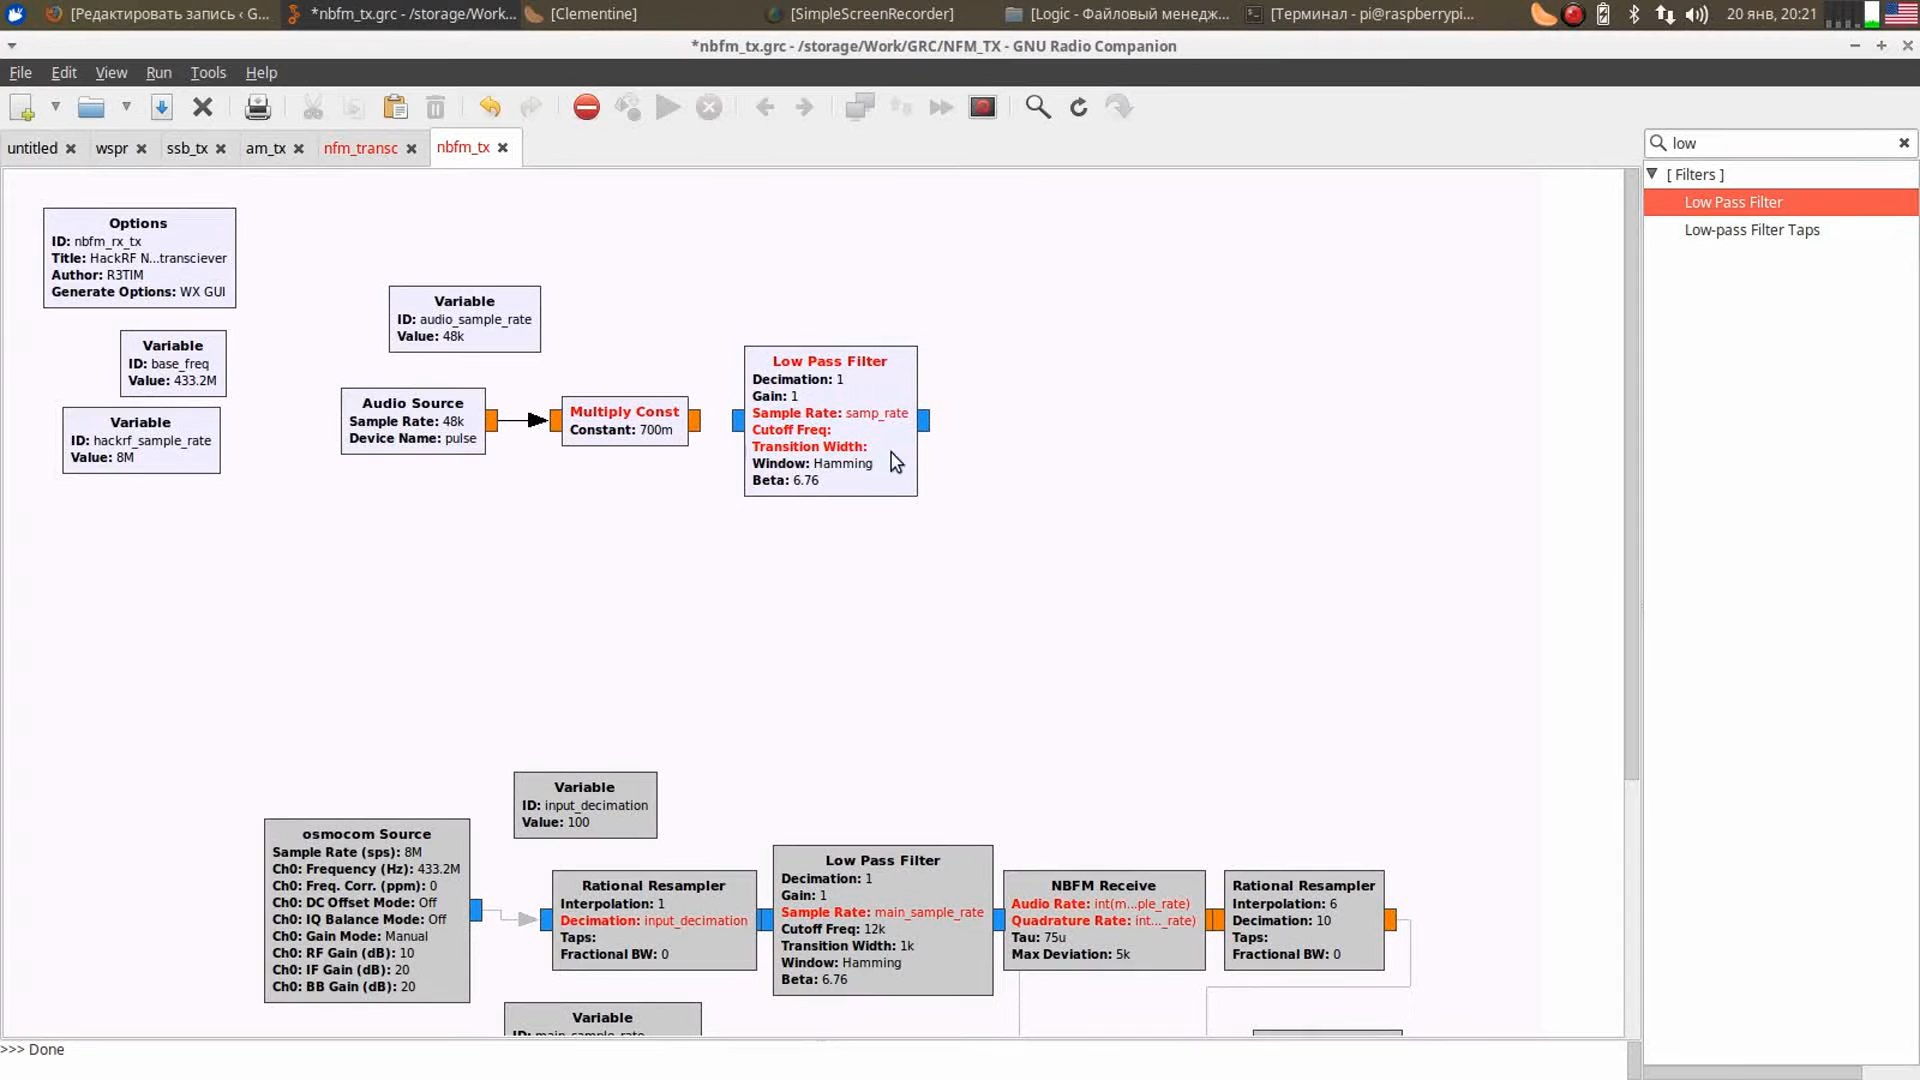 [Редактировать запись ‹ G...
*nbfm_tx.grc - /storage/Work...
[Clementine]
[SimpleScreenRecorder]
[Logic - Файловый менедж...
[Терминал - pi@raspberrypi...
20 янв, 20:21
*nbfm_tx.grc - /storage/Work/GRC/NFM_TX - GNU Radio Companion
File Edit View Run Tools Help
untitled
wspr
ssb_tx
am_tx
nfm_transc
nbfm_tx
low
[ Filters ]
Low Pass Filter
Low-pass Filter Taps
Options
ID: nbfm_rx_tx
Title: HackRF N...transciever
Author: R3TIM
Generate Options: WX GUI
Variable
ID: base_freq
Value: 433.2M
Variable
ID: hackrf_sample_rate
Value: 8M
Variable
ID: audio_sample_rate
Value: 48k
Audio Source
Sample Rate: 48k
Device Name: pulse
Multiply Const
Constant: 700m
Low Pass Filter
Decimation: 1
Gain: 1
Sample Rate: samp_rate
Cutoff Freq:
Transition Width:
Window: Hamming
Beta: 6.76
Variable
ID: input_decimation
Value: 100
osmocom Source
Sample Rate (sps): 8M
Ch0: Frequency (Hz): 433.2M
Ch0: Freq. Corr. (ppm): 0
Ch0: DC Offset Mode: Off
Ch0: IQ Balance Mode: Off
Ch0: Gain Mode: Manual
Ch0: RF Gain (dB): 10
Ch0: IF Gain (dB): 20
Ch0: BB Gain (dB): 20
Rational Resampler
Interpolation: 1
Decimation: input_decimation
Taps:
Fractional BW: 0
Low Pass Filter
Decimation: 1
Gain: 1
Sample Rate: main_sample_rate
Cutoff Freq: 12k
Transition Width: 1k
Window: Hamming
Beta: 6.76
NBFM Receive
Audio Rate: int(m...ple_rate)
Quadrature Rate: int..._rate)
Tau: 75u
Max Deviation: 5k
Rational Resampler
Interpolation: 6
Decimation: 10
Taps:
Fractional BW: 0
Variable
ID: main_sample_rate
>>> Done